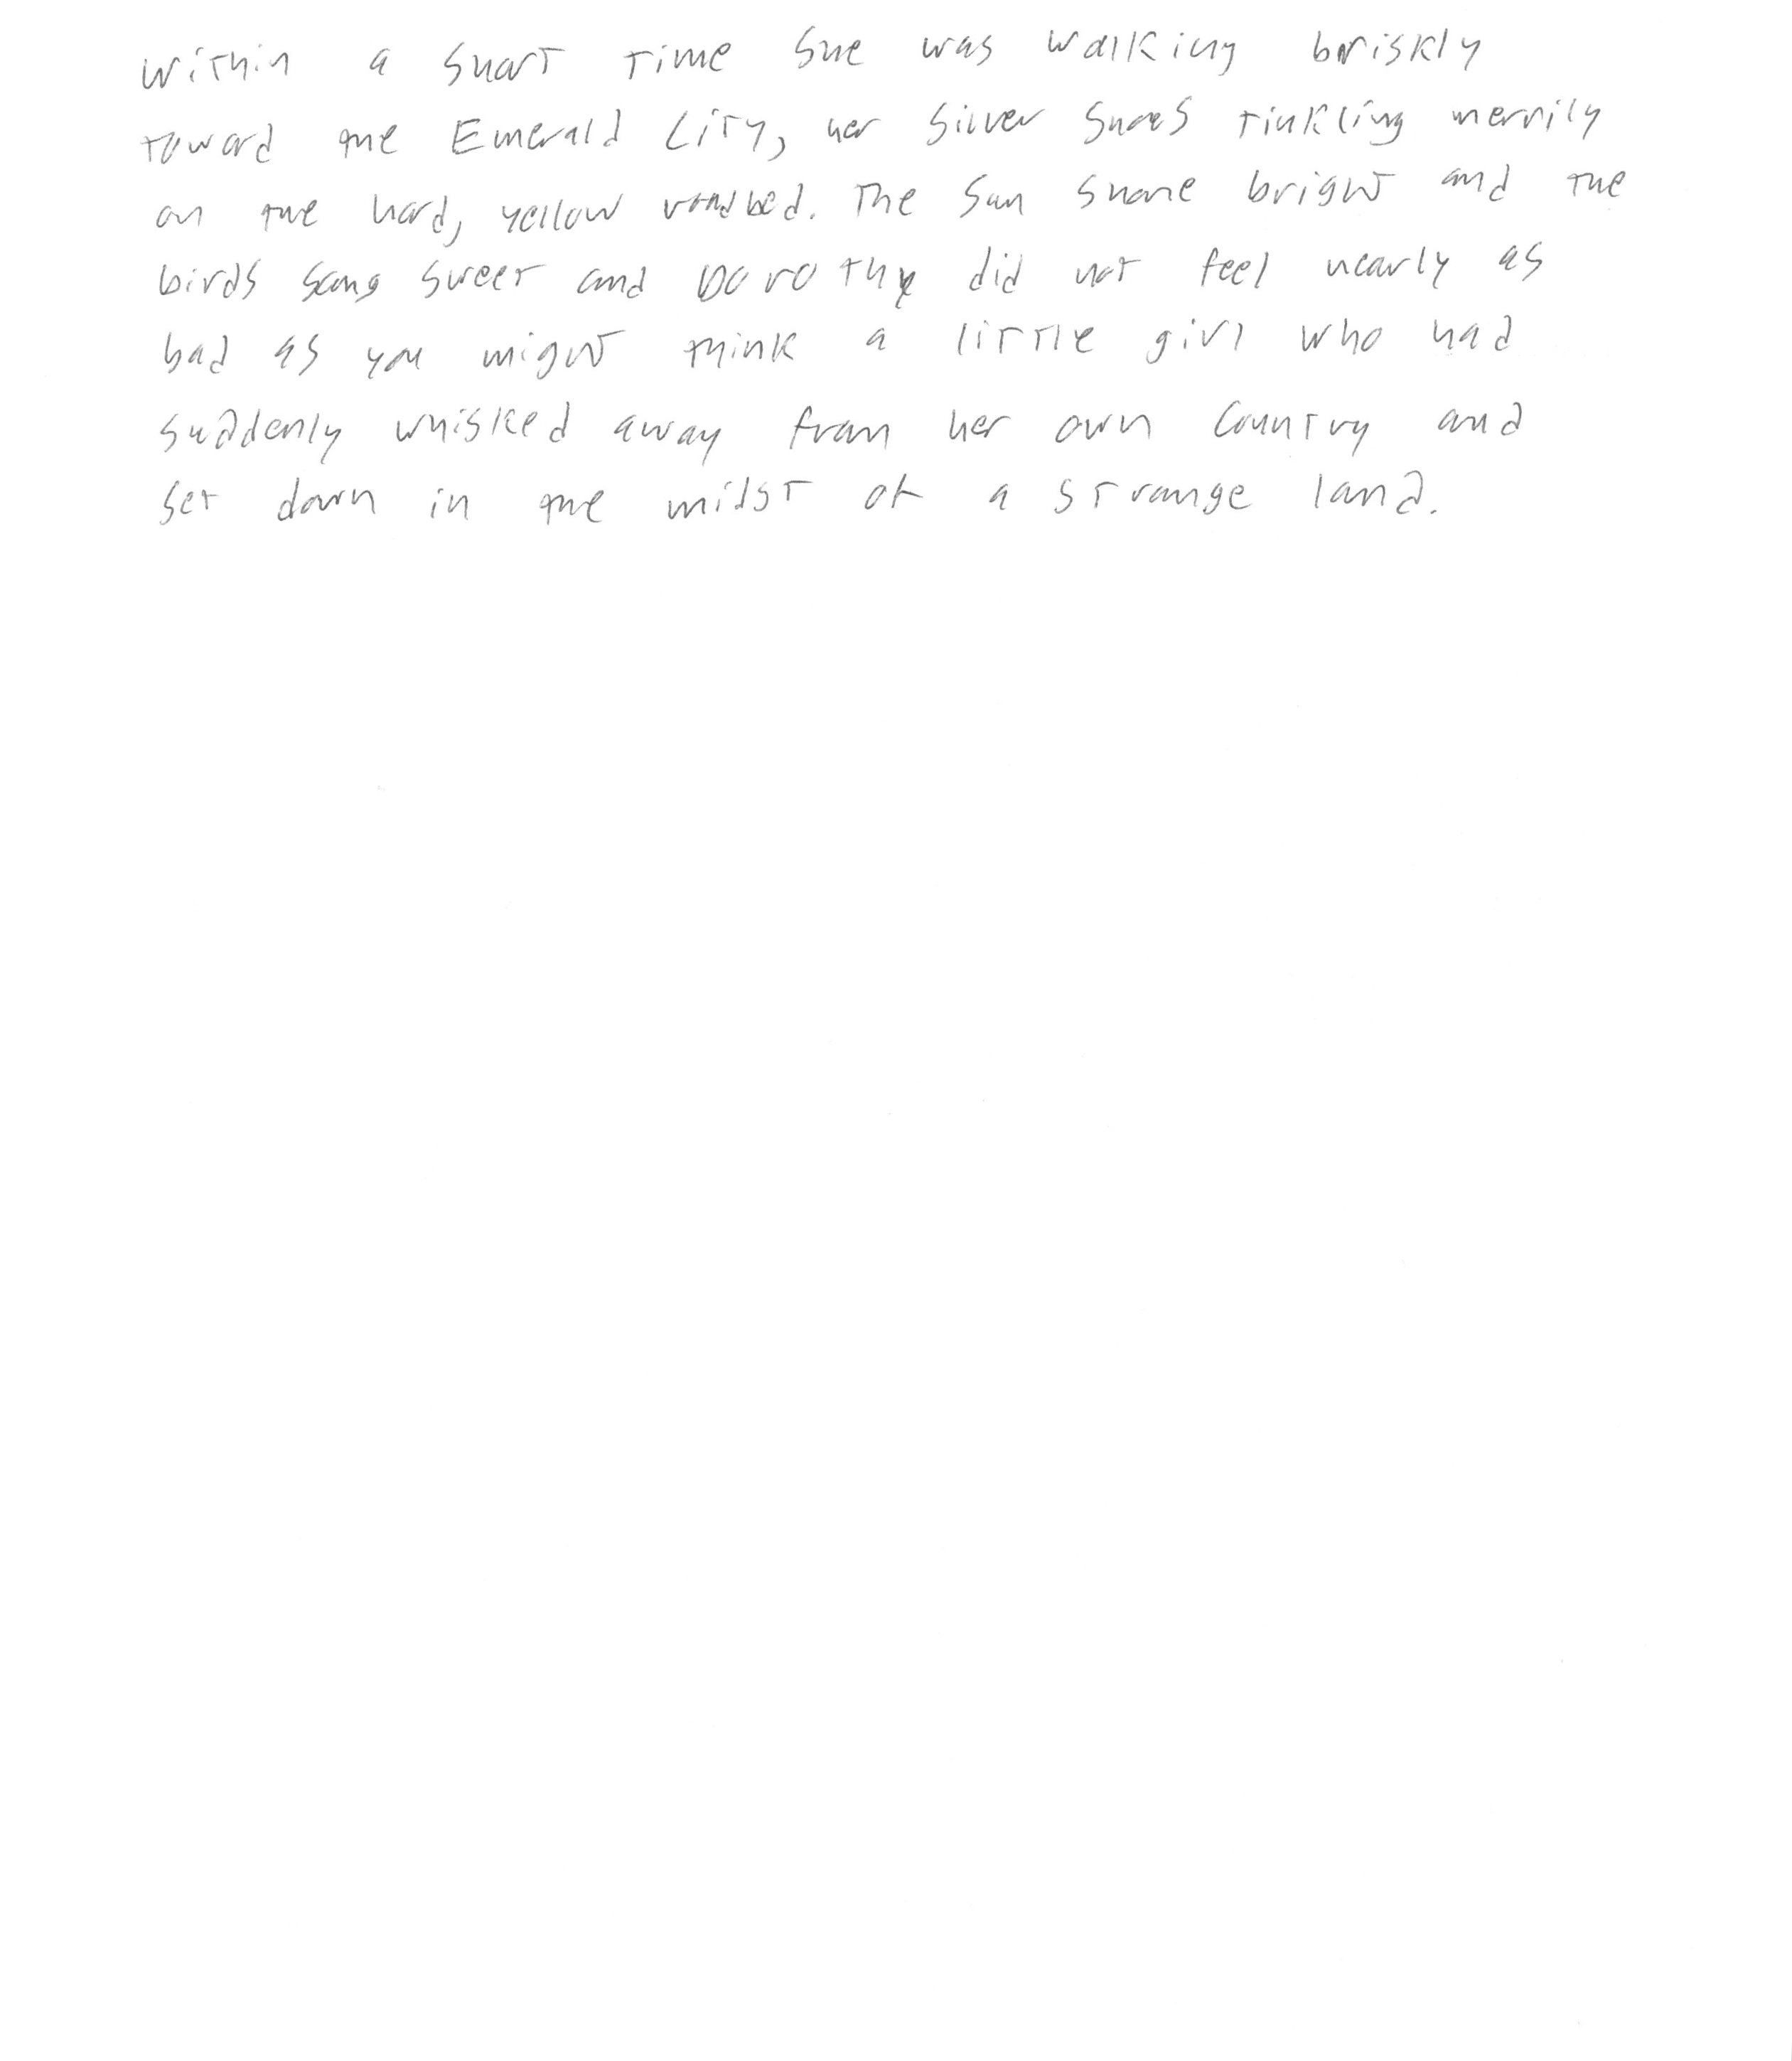 Within a short time she was walking briskly
toward the Emerald City, her silver shoes tinkling merrily
on the hard, yellow roadbed. The sun shone bright and the
birds sang sweet and Dorothy did not feel nearly as
bad as you might think a little girl who had
suddenly whisked away from her own country and
set down in the midst of a strange land.